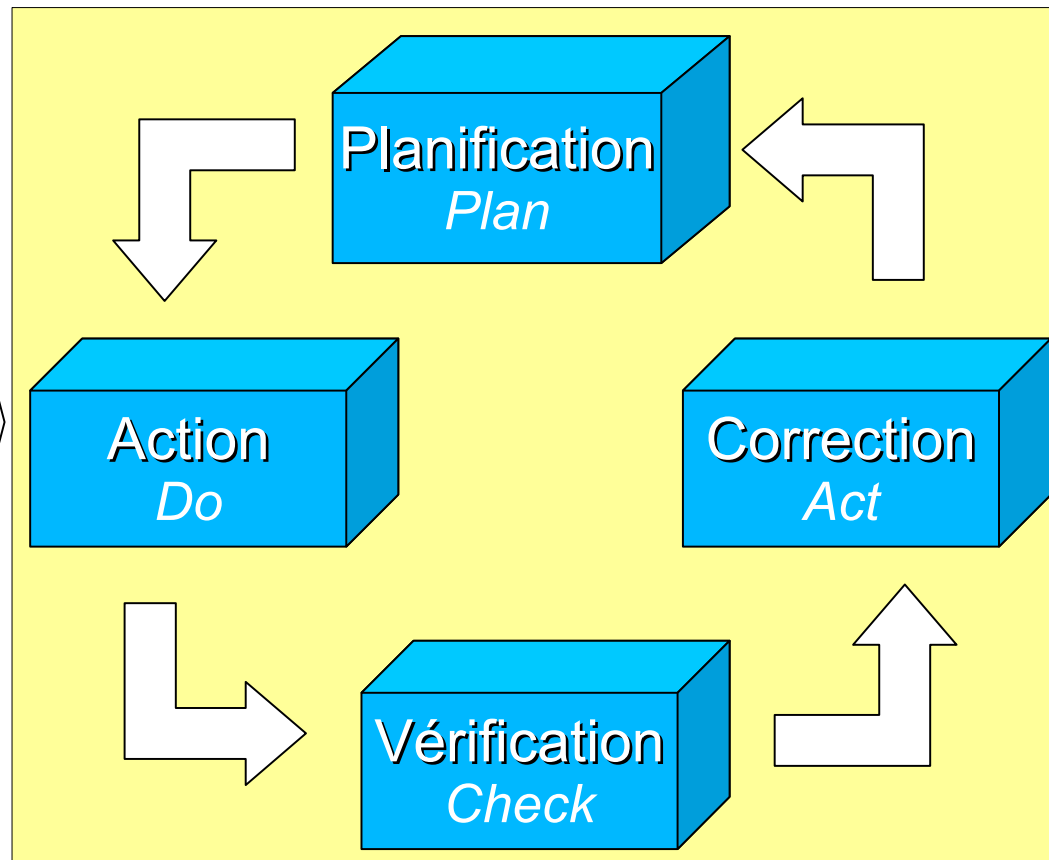 Planification
Plan
Action
Do
Correction
Act
Vérification
Check